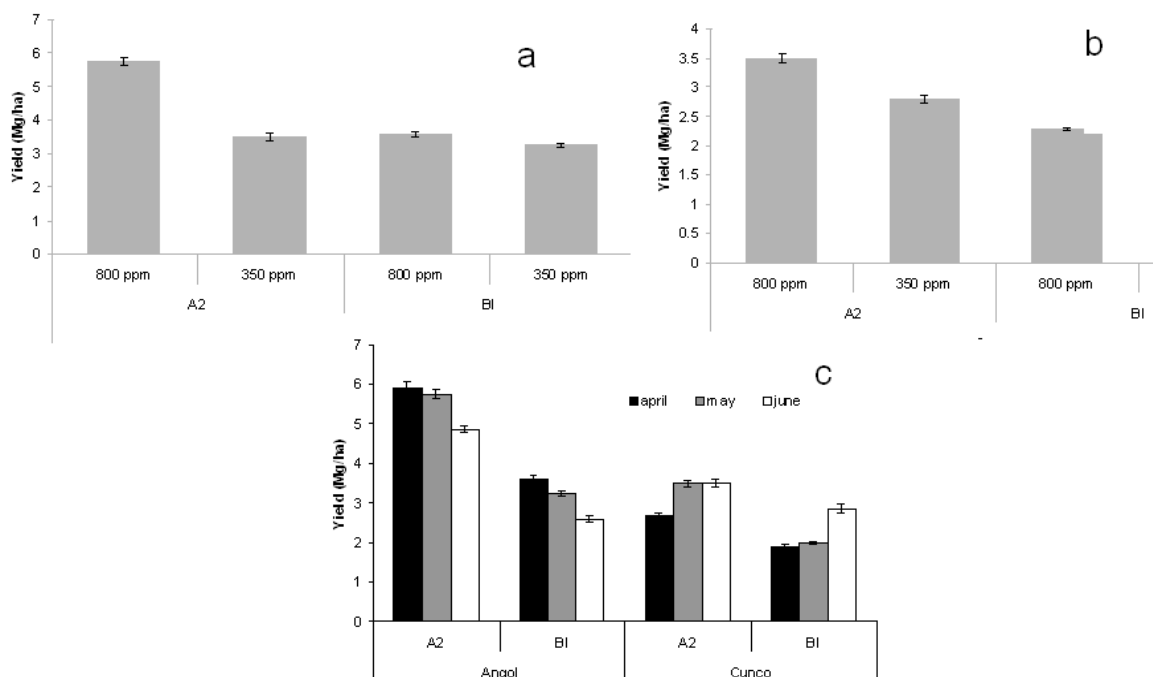 a
7
6
5
4
3
2
1
0
Yield (Mg/ha)
800 ppm 350 ppm 800 ppm 350 ppm
A2 BI
b
3.5
3
2.5
2
1.5
1
0.5
0
Yield (Mg/ha)
800 ppm 350 ppm 800 ppm
A2 BI
c
7
6
5
4
3
2
1
0
Yield (Mg/ha)
april may june
A2 BI A2 BI
Angol Cunco